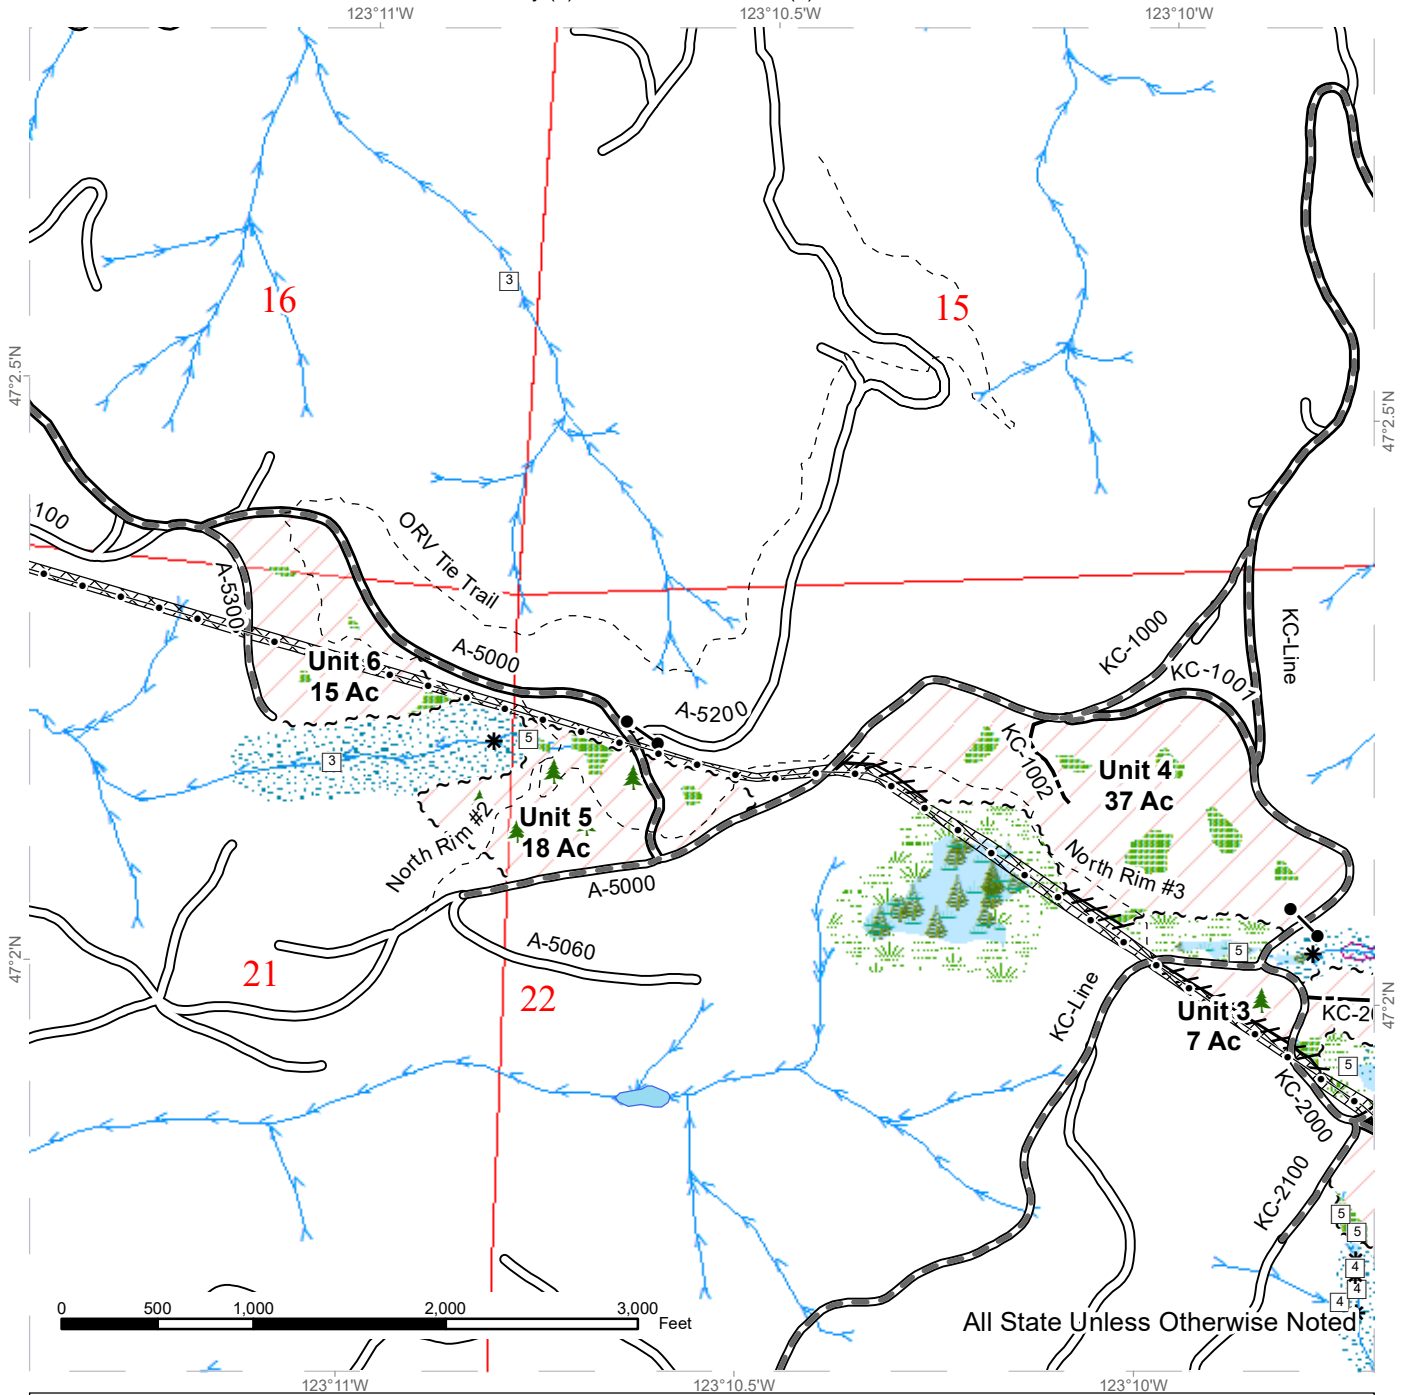 123°11'W
123°10.5'W
123°10'W
3
16
15
47°2.5'N
47°2.5'N
100
ORV Tie Trail
A-5300
A-5000
KC-1000
KC-Line
Unit 6
15 Ac
KC-1001
A-5200
5
3
KC-1002
Unit 4
37 Ac
Unit 5
18 Ac
North Rim #2
North Rim #3
A-5000
A-5060
5
47°2'N
21
22
KC-Line
Unit 3
7 Ac
KC-20
47°2'N
5
KC-2000
KC-2100
5
5
4
4
4
0
500
1,000
2,000
3,000
Feet
All State Unless Otherwise Noted
123°11'W
123°10.5'W
123°10'W